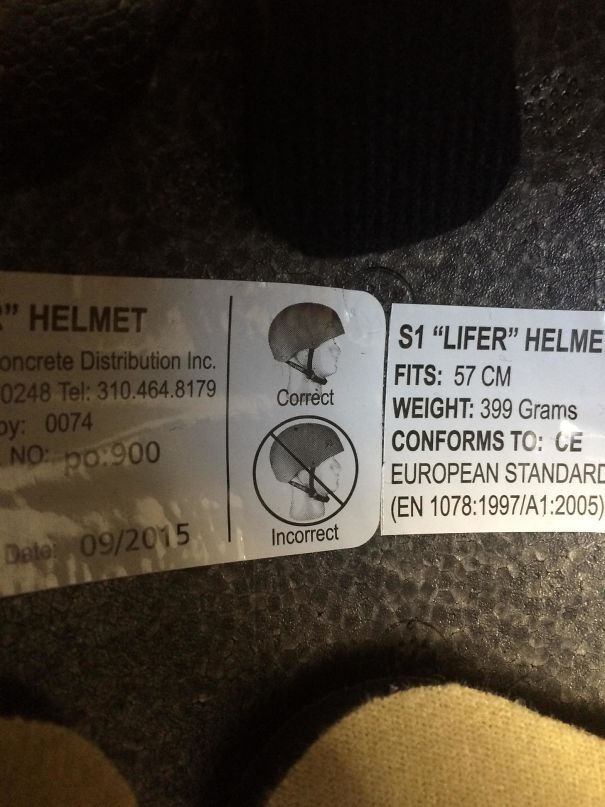 ” HELMET
oncrete Distribution Inc.
0248 Tel: 310.464.8179
by: 0074
NO: po:900
Date: 09/2015
Correct
Incorrect
S1 “LIFER” HELME
FITS: 57 CM
WEIGHT: 399 Grams
CONFORMS TO: CE
EUROPEAN STANDARD
(EN 1078:1997/A1:2005)